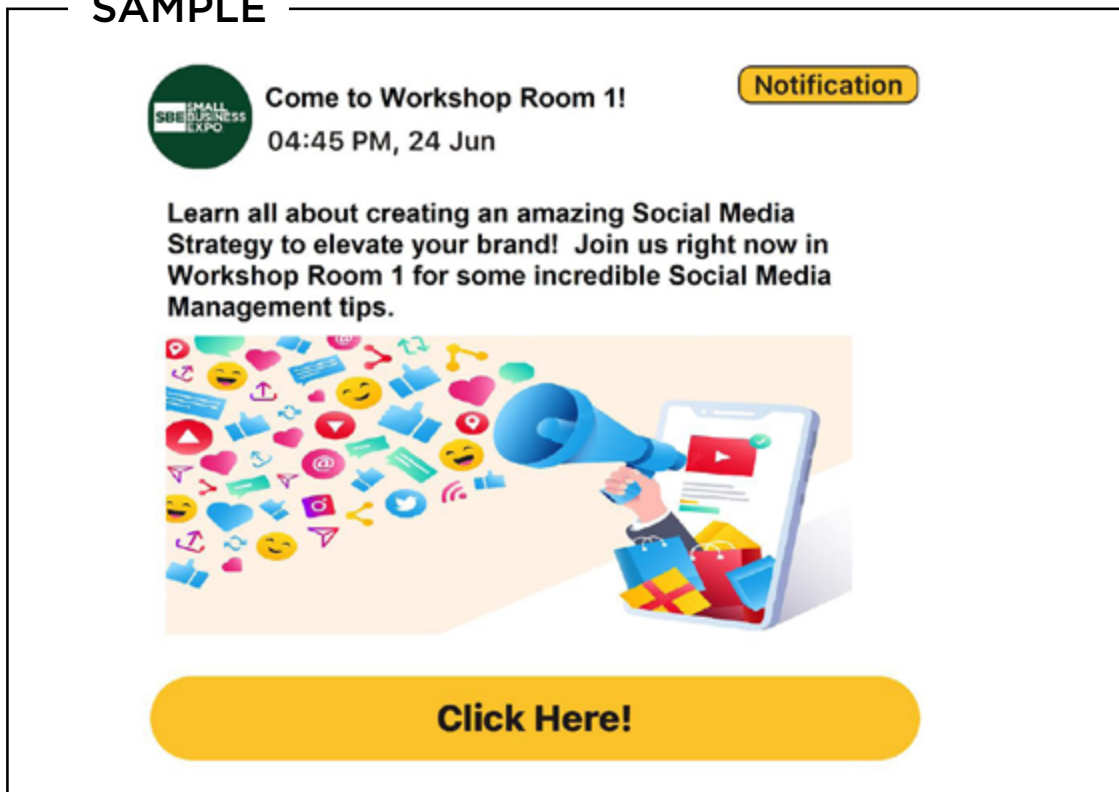 SAMPLE
SBE SMALL
BUSINESS
EXPO
Come to Workshop Room 1!
Notification
04:45 PM, 24 Jun
Learn all about creating an amazing Social Media
Strategy to elevate your brand!  Join us right now in
Workshop Room 1 for some incredible Social Media
Management tips.
Click Here!